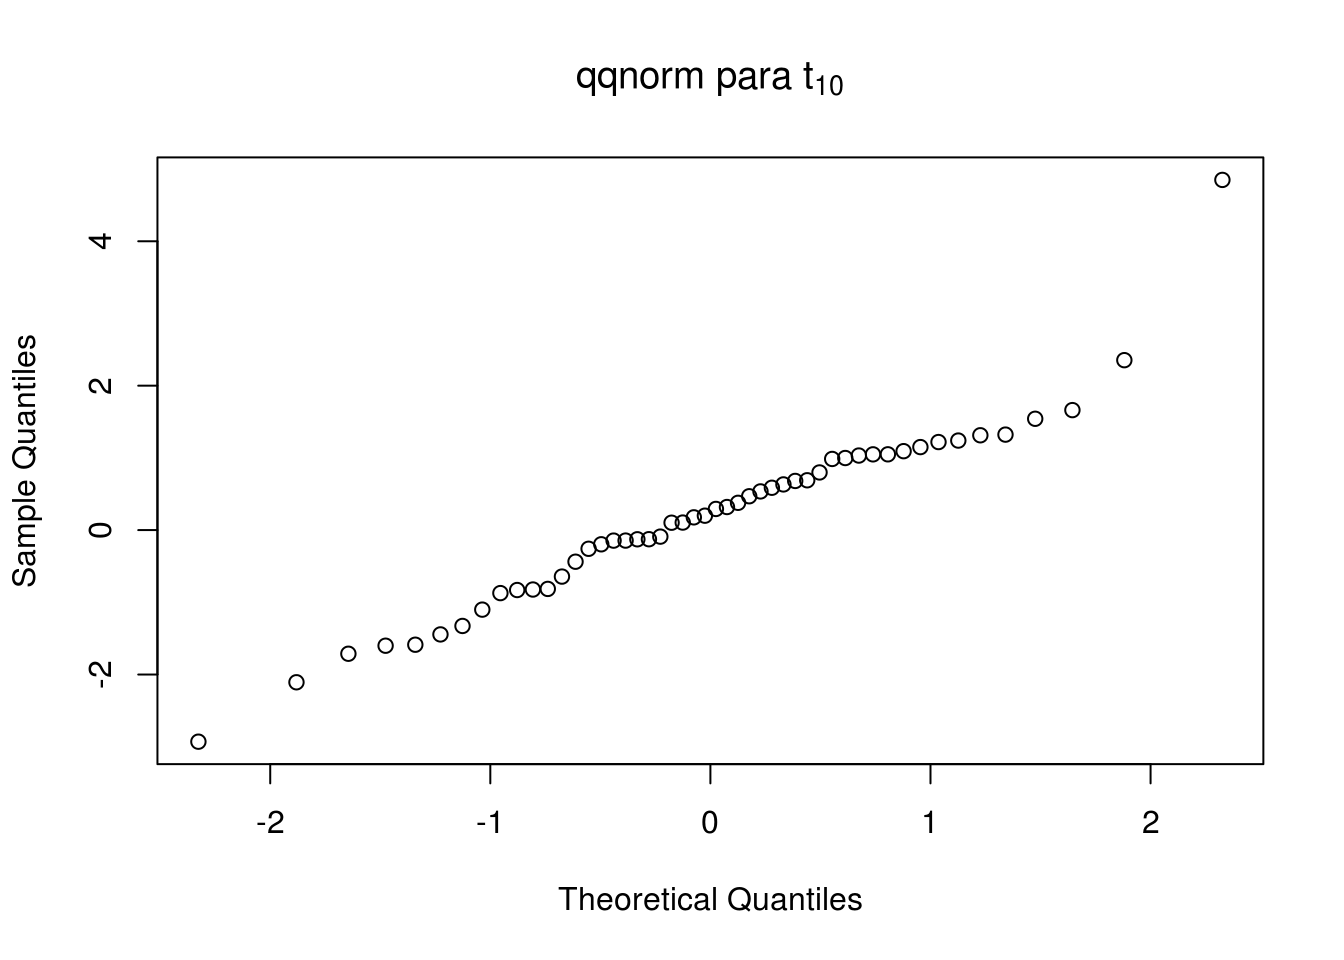 qqnorm para t₁₀
Sample Quantiles
4
2
0
-2
-2 -1 0 1 2
Theoretical Quantiles